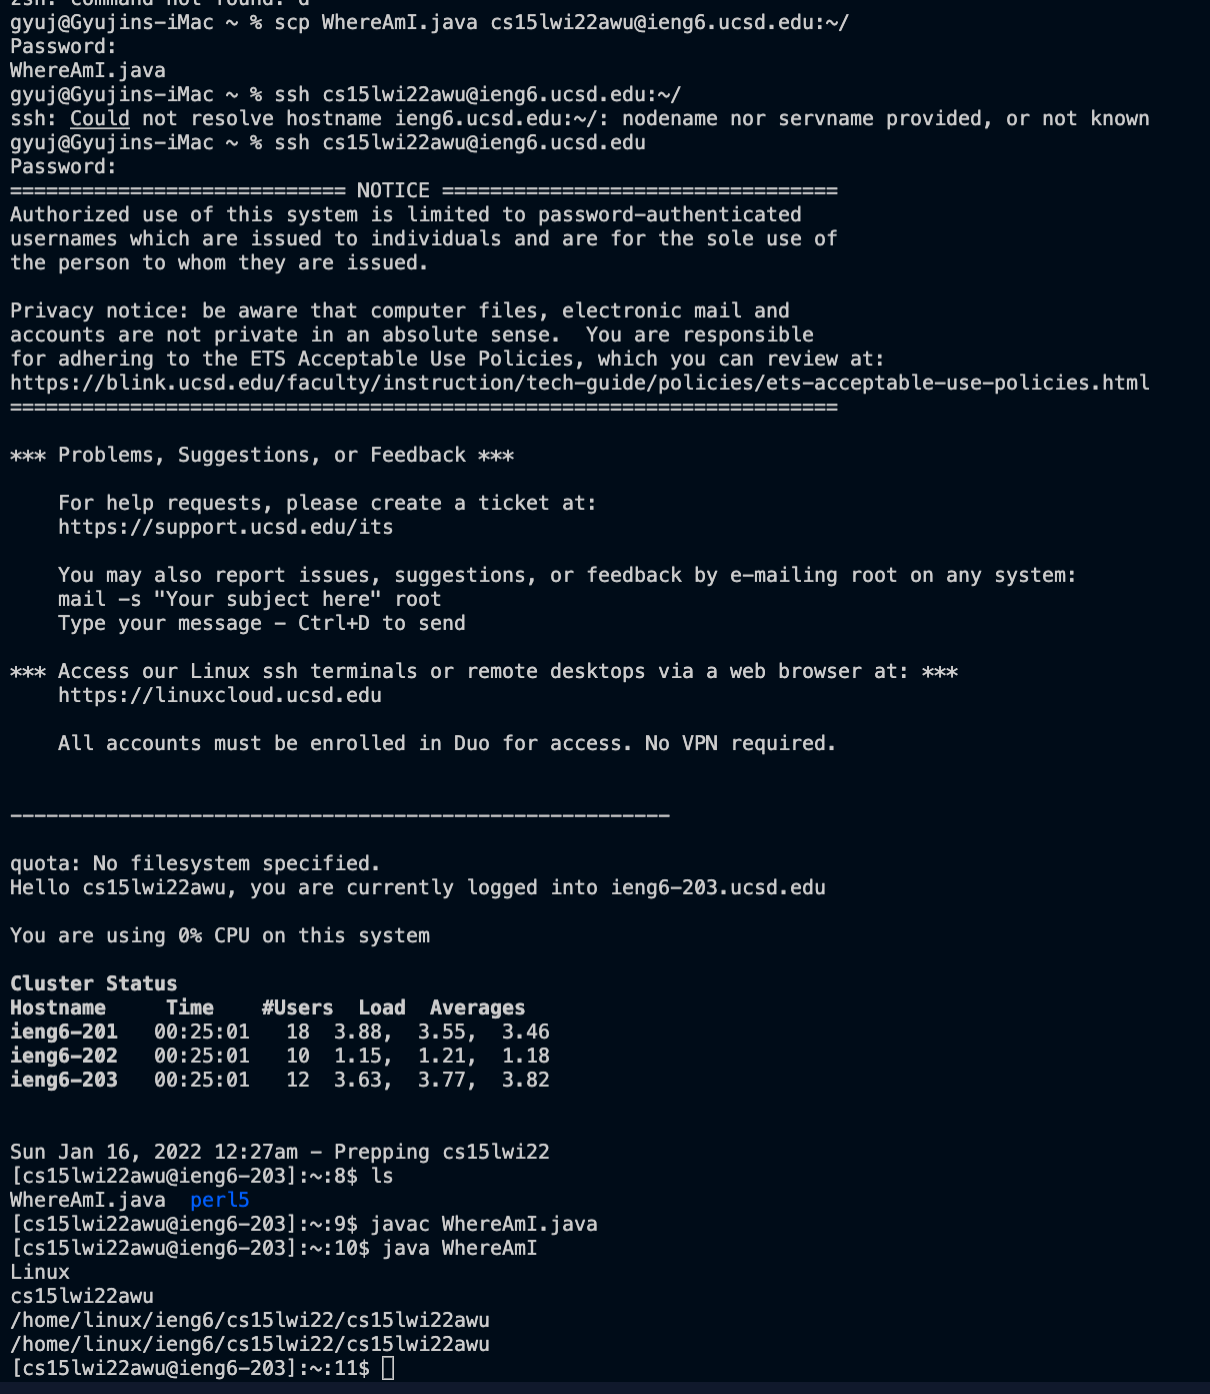 zsh: command not found: d
gyuj@Gyujins-iMac ~ % scp WhereAmI.java cs15lwi22awu@ieng6.ucsd.edu:~/
Password:
WhereAmI.java
gyuj@Gyujins-iMac ~ % ssh cs15lwi22awu@ieng6.ucsd.edu:~/
ssh: Could not resolve hostname ieng6.ucsd.edu:~/: nodename nor servname provided, or not known
gyuj@Gyujins-iMac ~ % ssh cs15lwi22awu@ieng6.ucsd.edu
Password:
============================ NOTICE =================================
Authorized use of this system is limited to password-authenticated
usernames which are issued to individuals and are for the sole use of
the person to whom they are issued.

Privacy notice: be aware that computer files, electronic mail and
accounts are not private in an absolute sense.  You are responsible
for adhering to the ETS Acceptable Use Policies, which you can review at:
https://blink.ucsd.edu/faculty/instruction/tech-guide/policies/ets-acceptable-use-policies.html
=====================================================================

*** Problems, Suggestions, or Feedback ***

    For help requests, please create a ticket at:
    https://support.ucsd.edu/its

    You may also report issues, suggestions, or feedback by e-mailing root on any system:
    mail -s "Your subject here" root
    Type your message - Ctrl+D to send

*** Access our Linux ssh terminals or remote desktops via a web browser at: ***
    https://linuxcloud.ucsd.edu

    All accounts must be enrolled in Duo for access. No VPN required.

-------------------------------------------------------

quota: No filesystem specified.
Hello cs15lwi22awu, you are currently logged into ieng6-203.ucsd.edu

You are using 0% CPU on this system

Cluster Status
Hostname     Time    #Users  Load  Averages
ieng6-201   00:25:01   18  3.88,  3.55,  3.46
ieng6-202   00:25:01   10  1.15,  1.21,  1.18
ieng6-203   00:25:01   12  3.63,  3.77,  3.82

Sun Jan 16, 2022 12:27am - Prepping cs15lwi22
[cs15lwi22awu@ieng6-203]:~:8$ ls
WhereAmI.java  perl5
[cs15lwi22awu@ieng6-203]:~:9$ javac WhereAmI.java
[cs15lwi22awu@ieng6-203]:~:10$ java WhereAmI
Linux
cs15lwi22awu
/home/linux/ieng6/cs15lwi22/cs15lwi22awu
/home/linux/ieng6/cs15lwi22/cs15lwi22awu
[cs15lwi22awu@ieng6-203]:~:11$